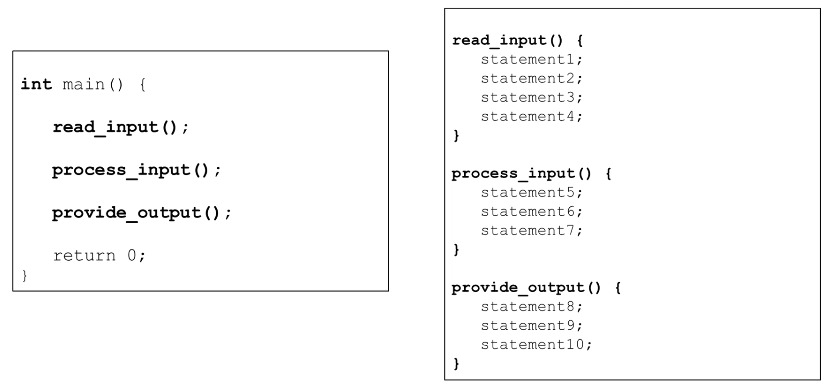 int main() {
read_input();
process_input();
provide_output();
return 0;
}
read_input() {
statement1;
statement2;
statement3;
statement4;
}
process_input() {
statement5;
statement6;
statement7;
}
provide_output() {
statement8;
statement9;
statement10;
}